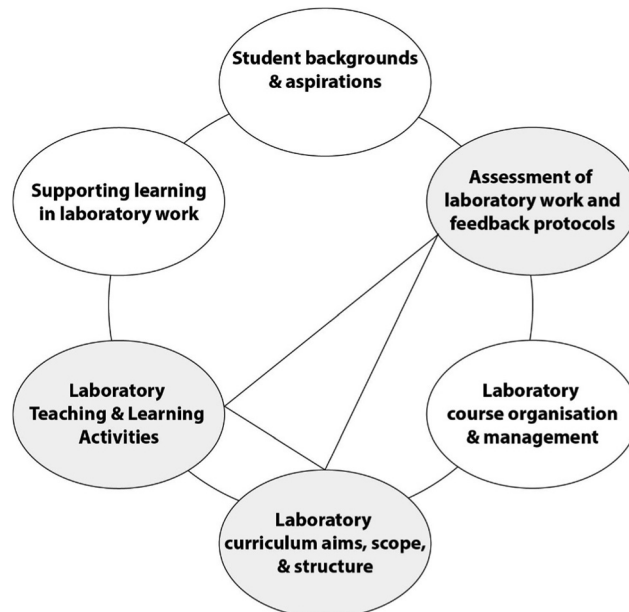 Student backgrounds
& aspirations
Assessment of
laboratory work and
feedback protocols
Supporting learning
in laboratory work
Laboratory
Teaching & Learning
Activities
Laboratory
course organisation
& management
Laboratory
curriculum aims, scope,
& structure